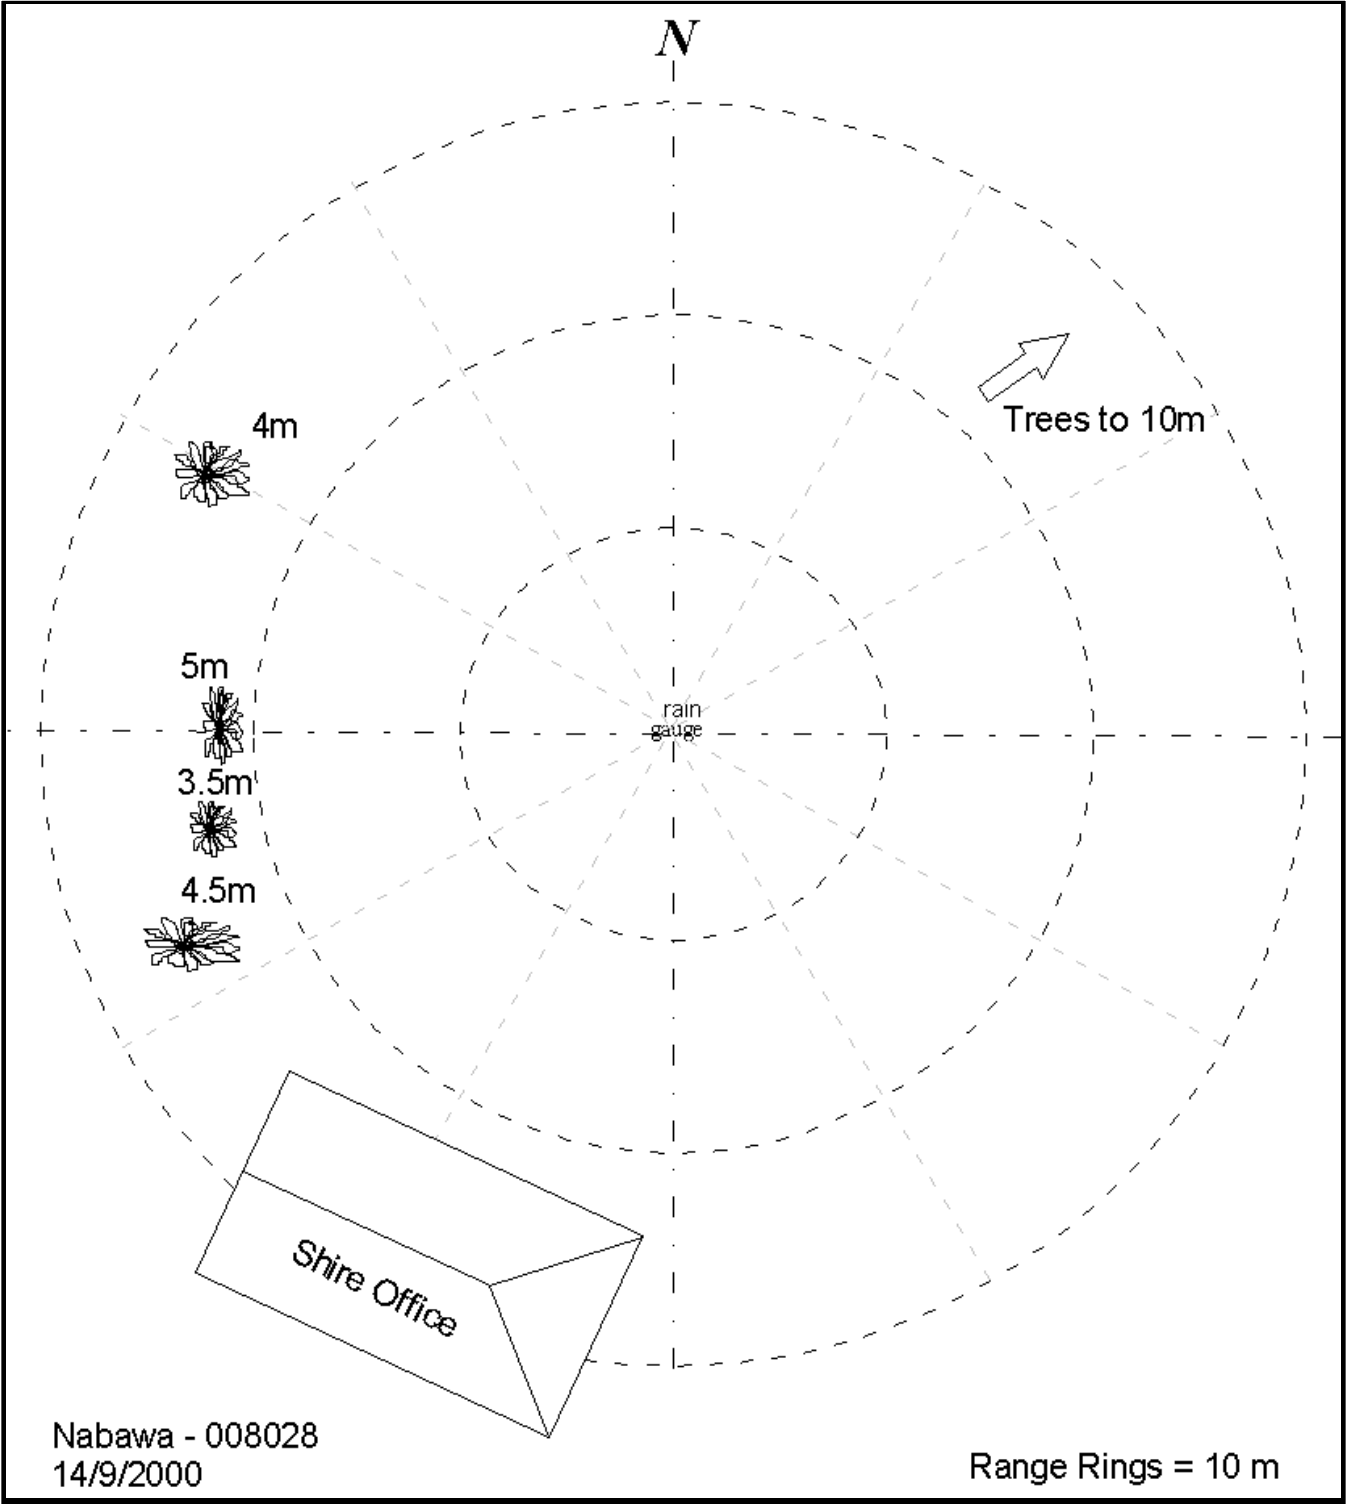 N
4m
Trees to 10m
5m
rain
gauge
3.5m
4.5m
Shire Office
Nabawa - 008028
14/9/2000
Range Rings = 10 m